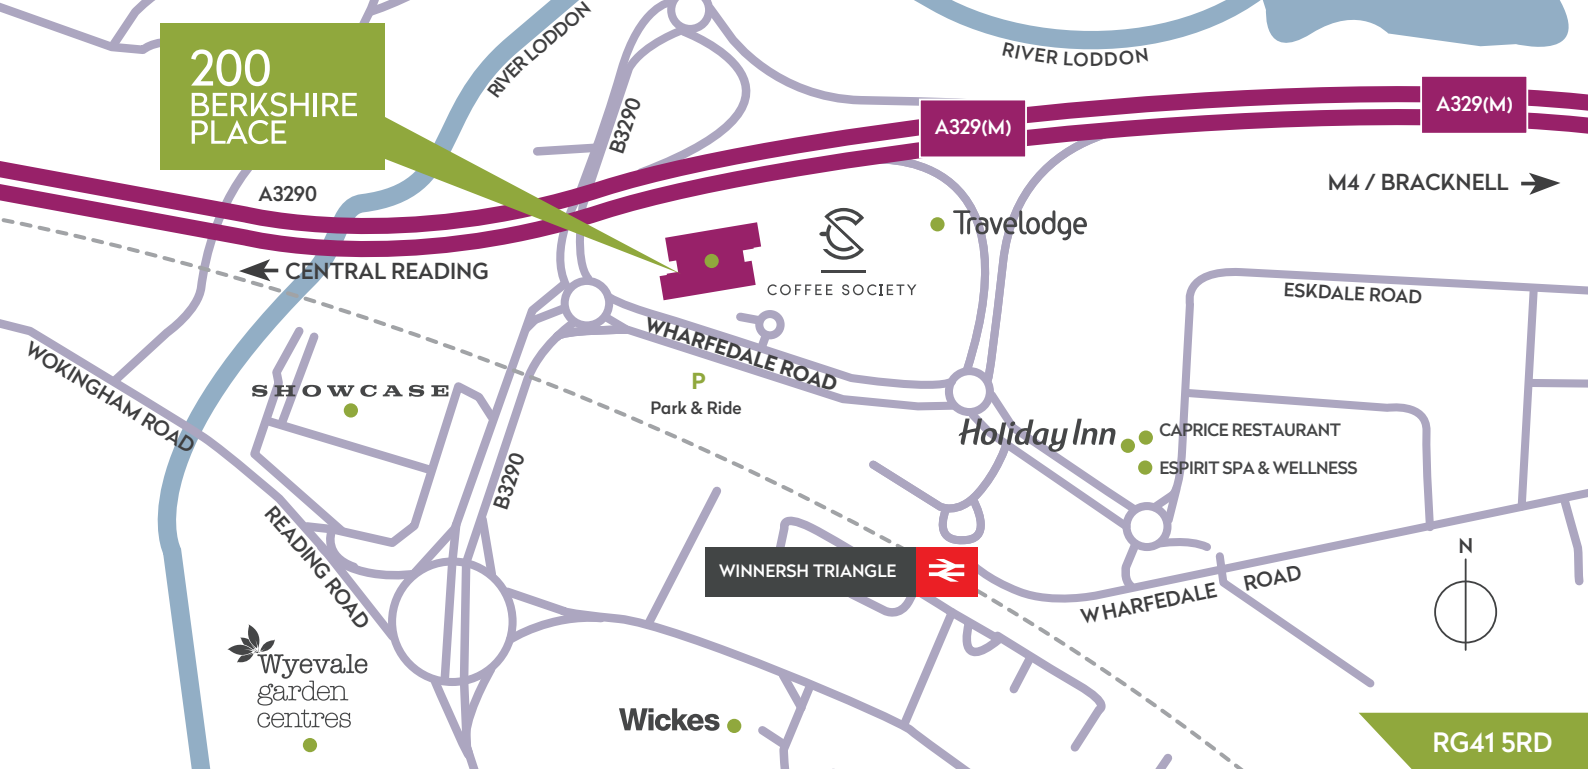 RIVER LODDON
RIVER LODDON
200
BERKSHIRE
PLACE
B3290
A329(M)
A329(M)
A3290
M4 / BRACKNELL
Travelodge
CENTRAL READING
COFFEE SOCIETY
ESKDALE ROAD
WHARFEDALE ROAD
WOKINGHAM ROAD
SHOWCASE
P
Park & Ride
Holiday Inn
CAPRICE RESTAURANT
ESPIRIT SPA & WELLNESS
B3290
READING ROAD
WINNERSH TRIANGLE
N
WHARFEDALE ROAD
Wyevale
garden
centres
Wickes
RG41 5RD